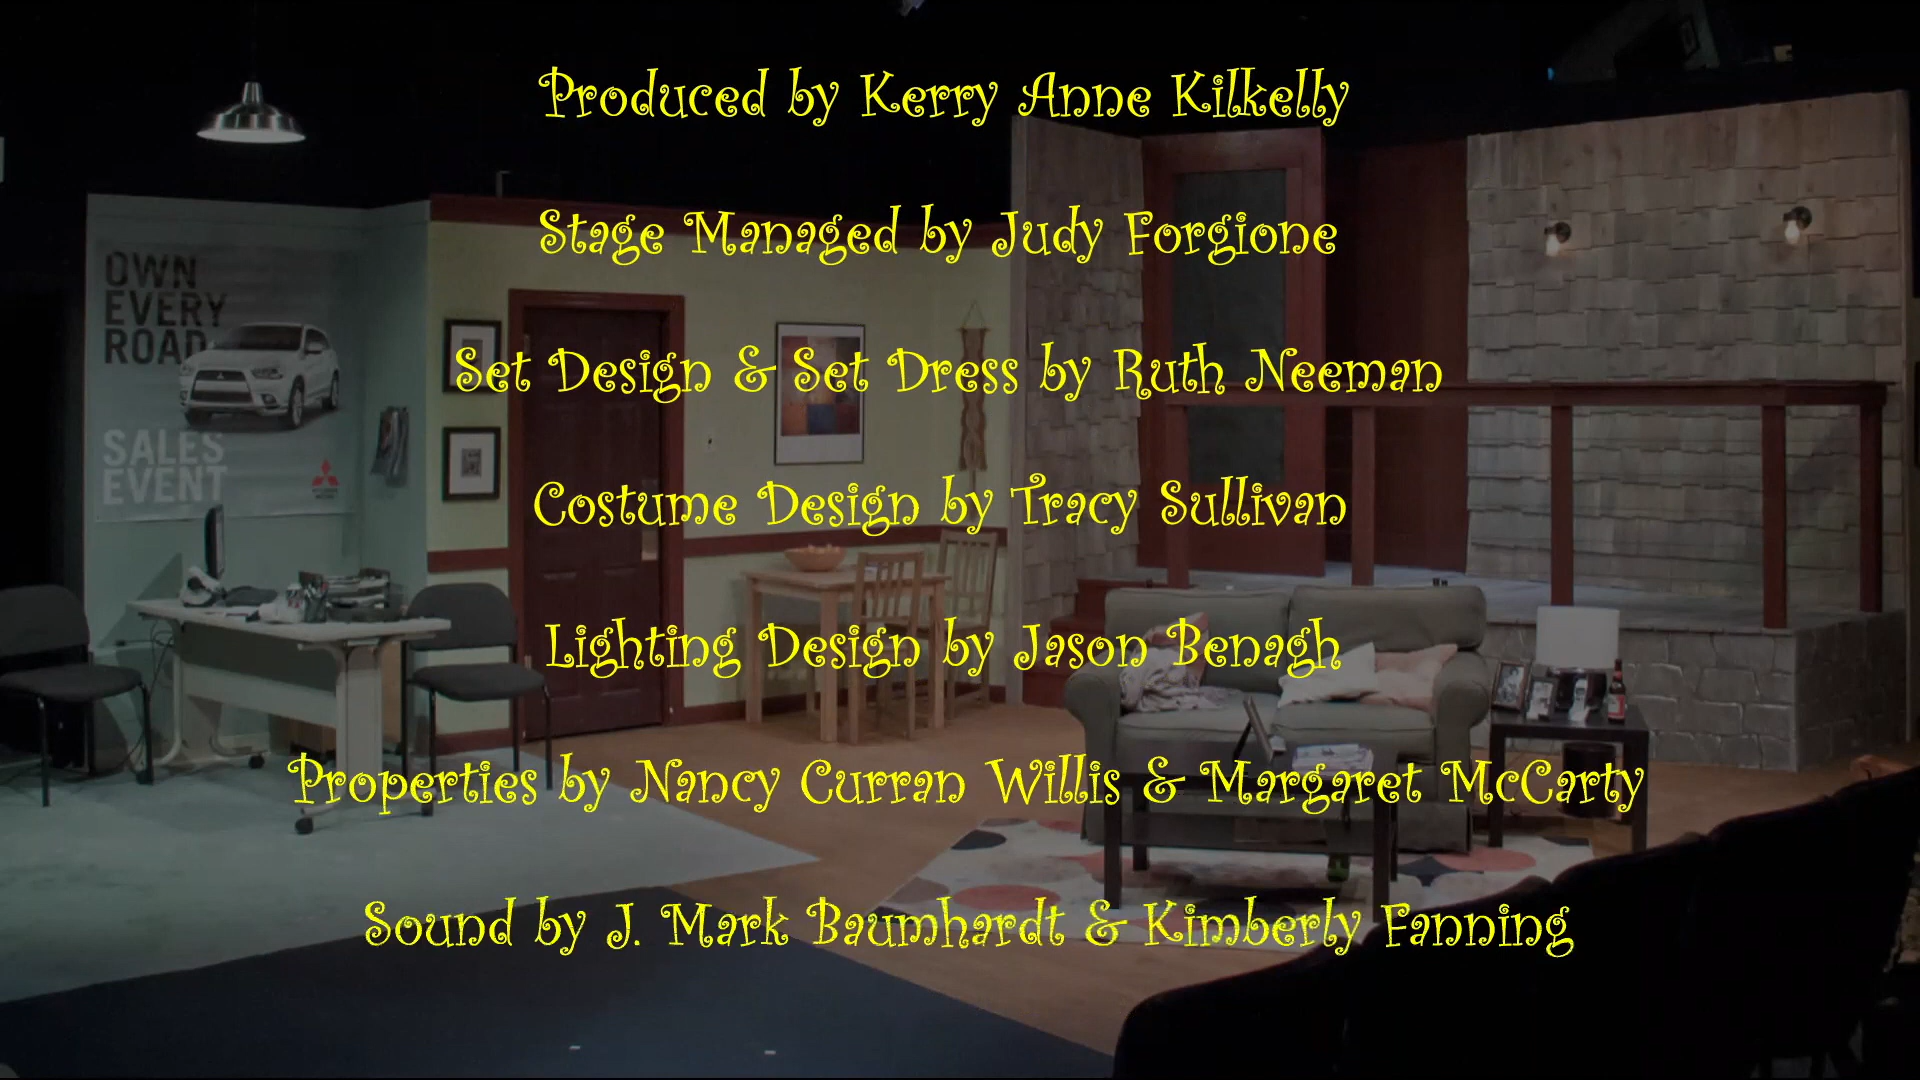 Produced by Kerry Anne Kilkelly
Stage Managed by Judy Forgione
Set Design & Set Dress by Ruth Neeman
Costume Design by Tracy Sullivan
Lighting Design by Jason Benagh
Properties by Nancy Curran Willis & Margaret McCarty
Sound by J. Mark Baumhardt & Kimberly Fanning
OWN
EVERY
ROAD
SALES
EVENT